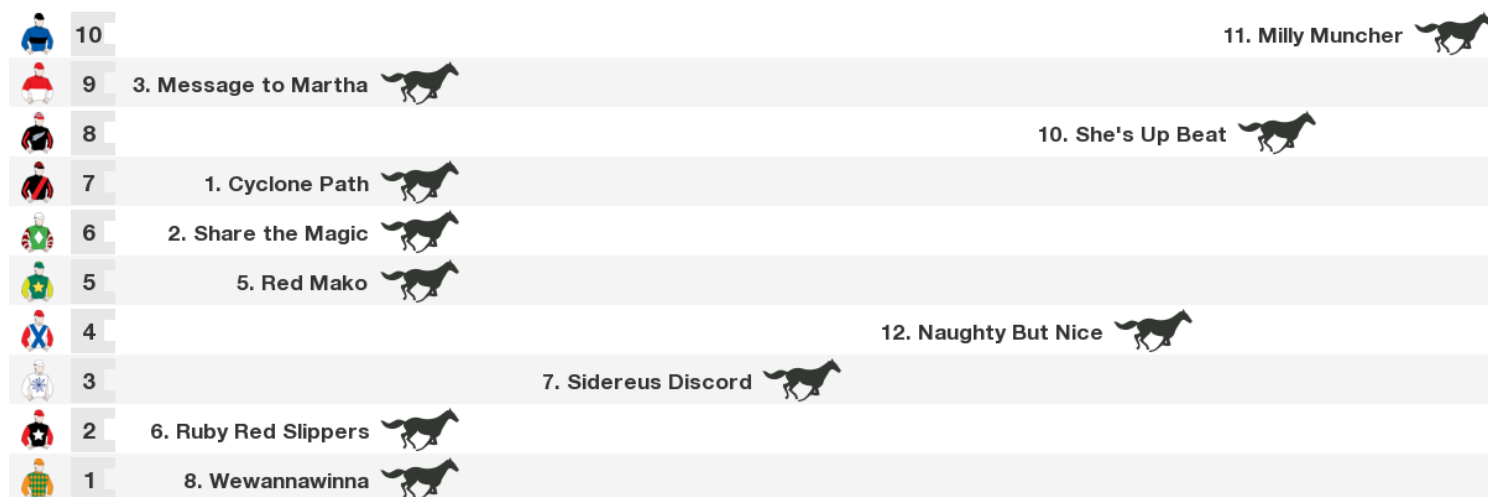 10 11. Milly Muncher
9 3. Message to Martha
8 10. She's Up Beat
7 1. Cyclone Path
6 2. Share the Magic
5 5. Red Mako
4 12. Naughty But Nice
3 7. Sidereus Discord
2 6. Ruby Red Slippers
1 8. Wewannawinna